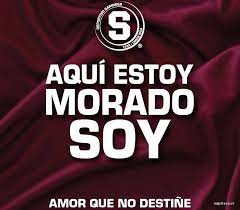 S
AQUÍ ESTOY
MORADO
SOY
AMOR QUE NO DESTIÑE